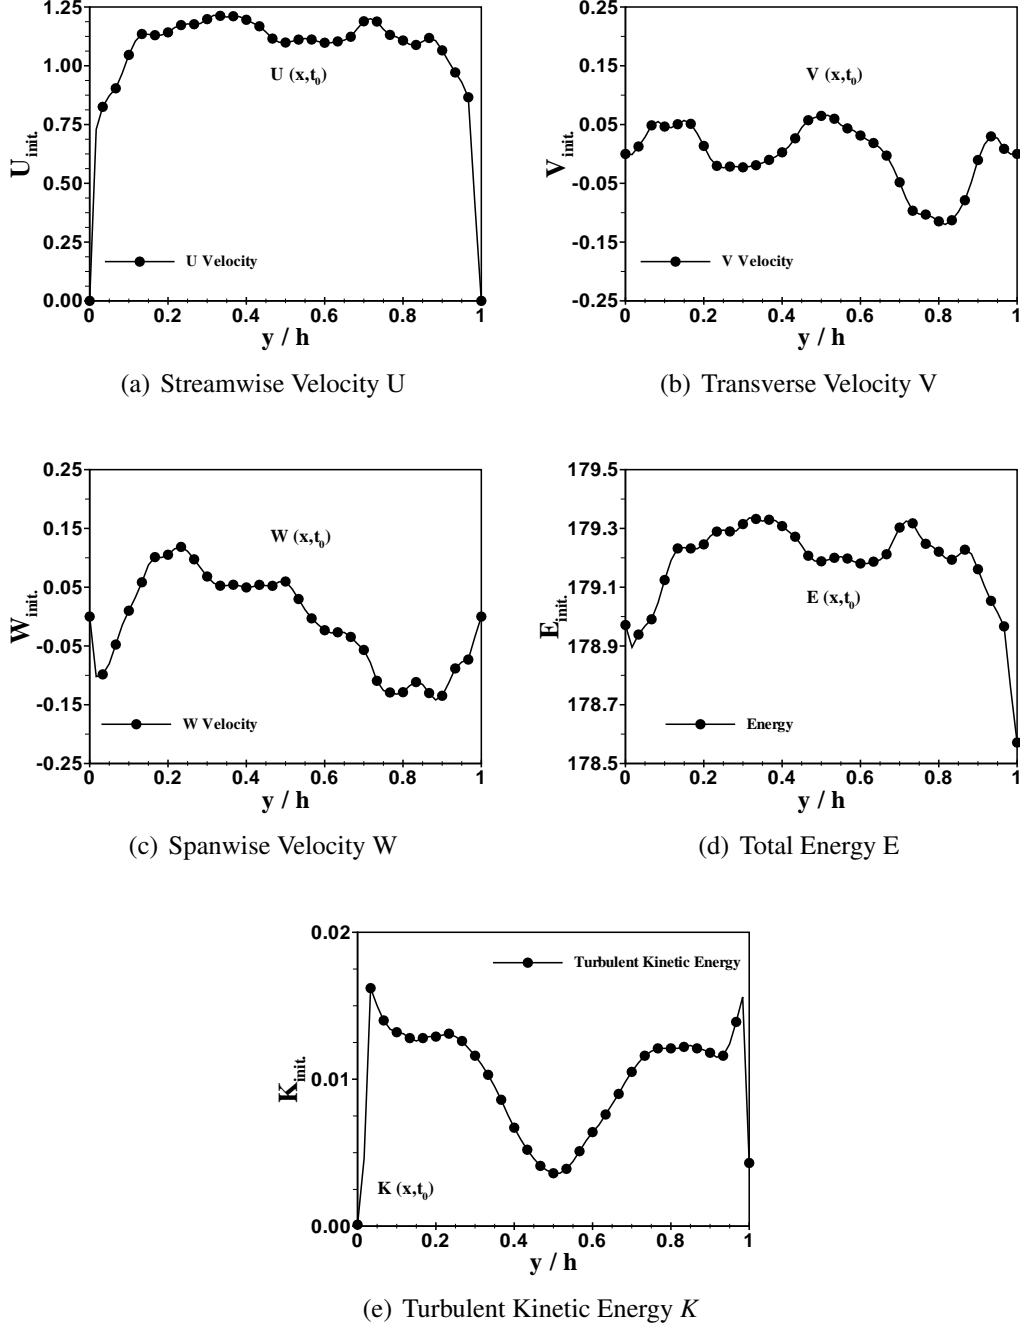 1.25
1.00
0.75
0.50
0.25
0.00
U init.
U (x,t0)
U Velocity
0 0.2 0.4 0.6 0.8 1
y / h
(a) Streamwise Velocity U
0.25
0.15
0.05
-0.05
-0.15
-0.25
V init.
V (x,t0)
V Velocity
0 0.2 0.4 0.6 0.8 1
y / h
(b) Transverse Velocity V
0.25
0.15
0.05
-0.05
-0.15
-0.25
W init.
W (x,t0)
W Velocity
0 0.2 0.4 0.6 0.8 1
y / h
(c) Spanwise Velocity W
179.5
179.3
179.1
178.9
178.7
178.5
E init.
E (x,t0)
Energy
0 0.2 0.4 0.6 0.8 1
y / h
(d) Total Energy E
0.02
0.01
0.00
K init.
Turbulent Kinetic Energy
K (x,t0)
0 0.2 0.4 0.6 0.8 1
y / h
(e) Turbulent Kinetic Energy K